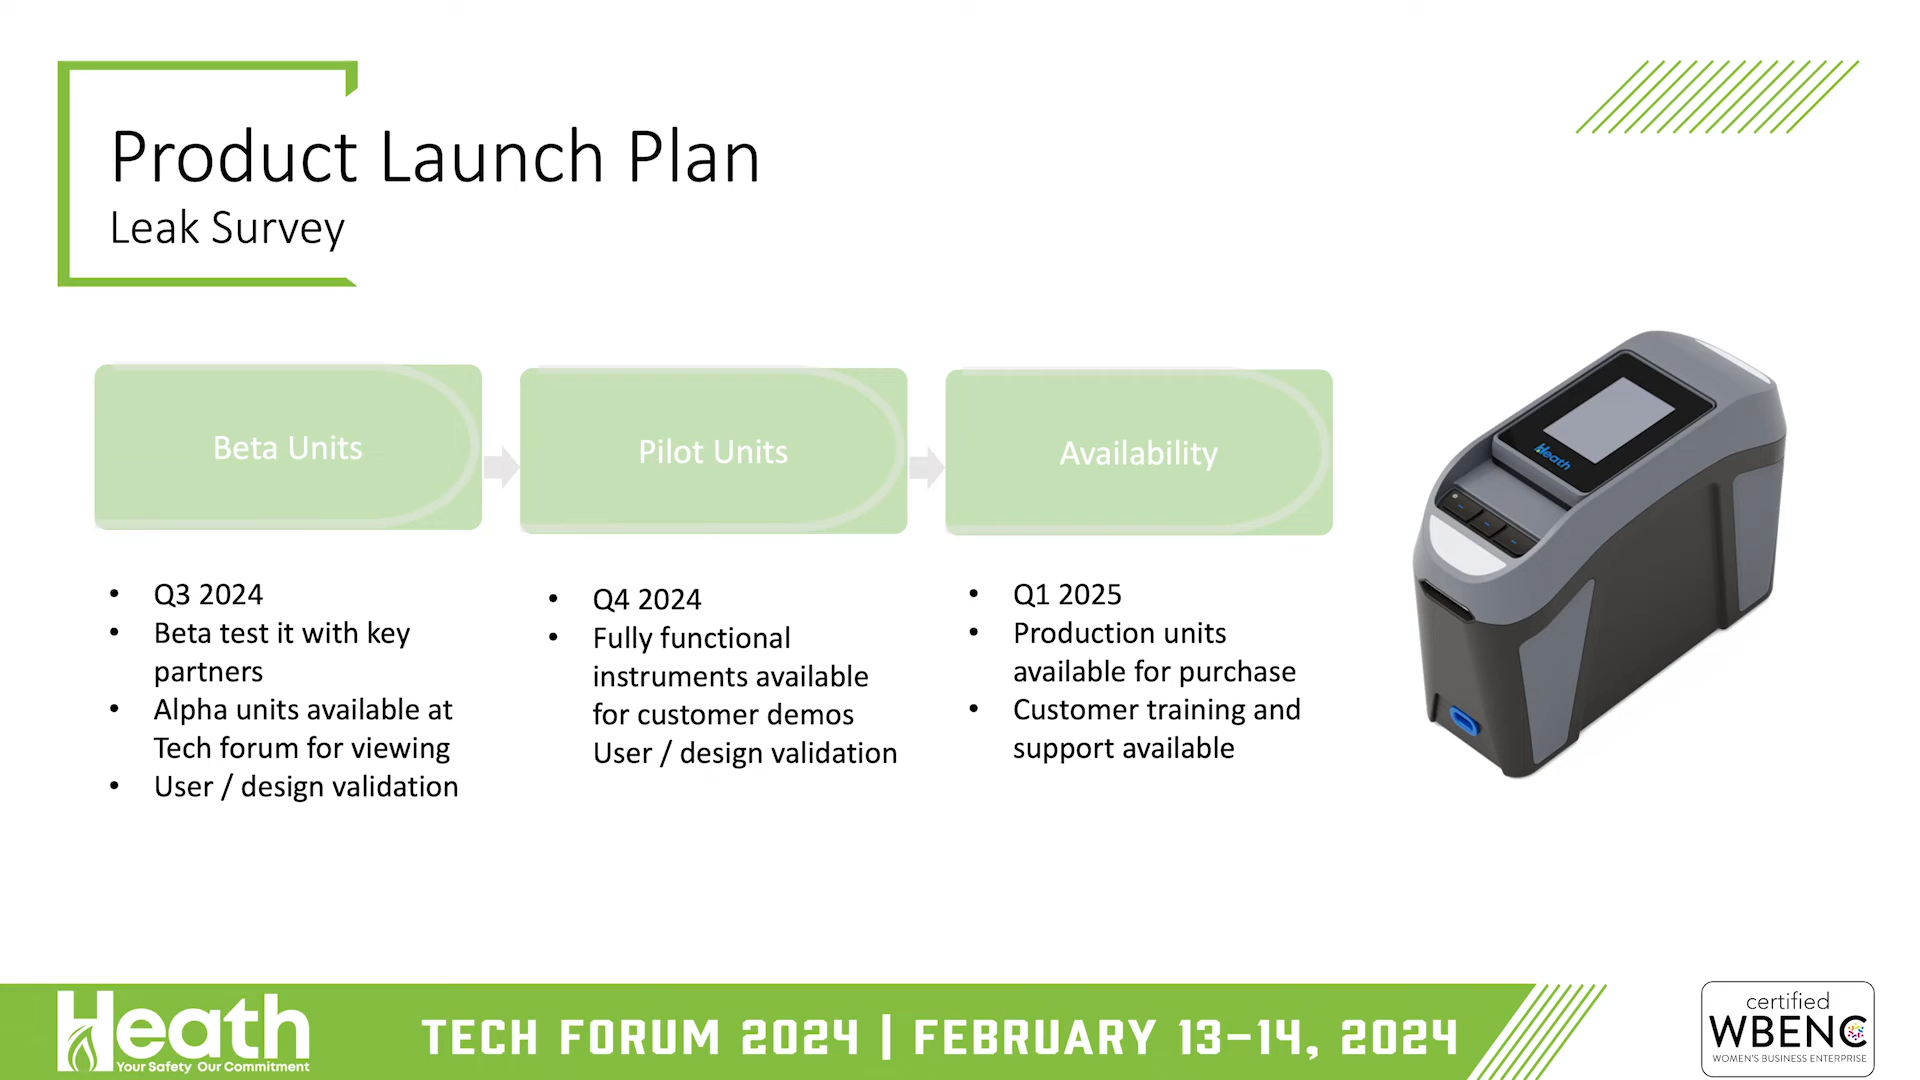 Product Launch Plan
Leak Survey
Beta Units
Pilot Units
Availability
• Q3 2024
• Beta test it with key
partners
• Alpha units available at
Tech forum for viewing
• User / design validation
• Q4 2024
• Fully functional
instruments available
for customer demos
User / design validation
• Q1 2025
• Production units
available for purchase
• Customer training and
support available
Heath
Heath
Your Safety Our Commitment
TECH FORUM 2024 | FEBRUARY 13–14, 2024
certified
WBENC
WOMEN'S BUSINESS ENTERPRISE